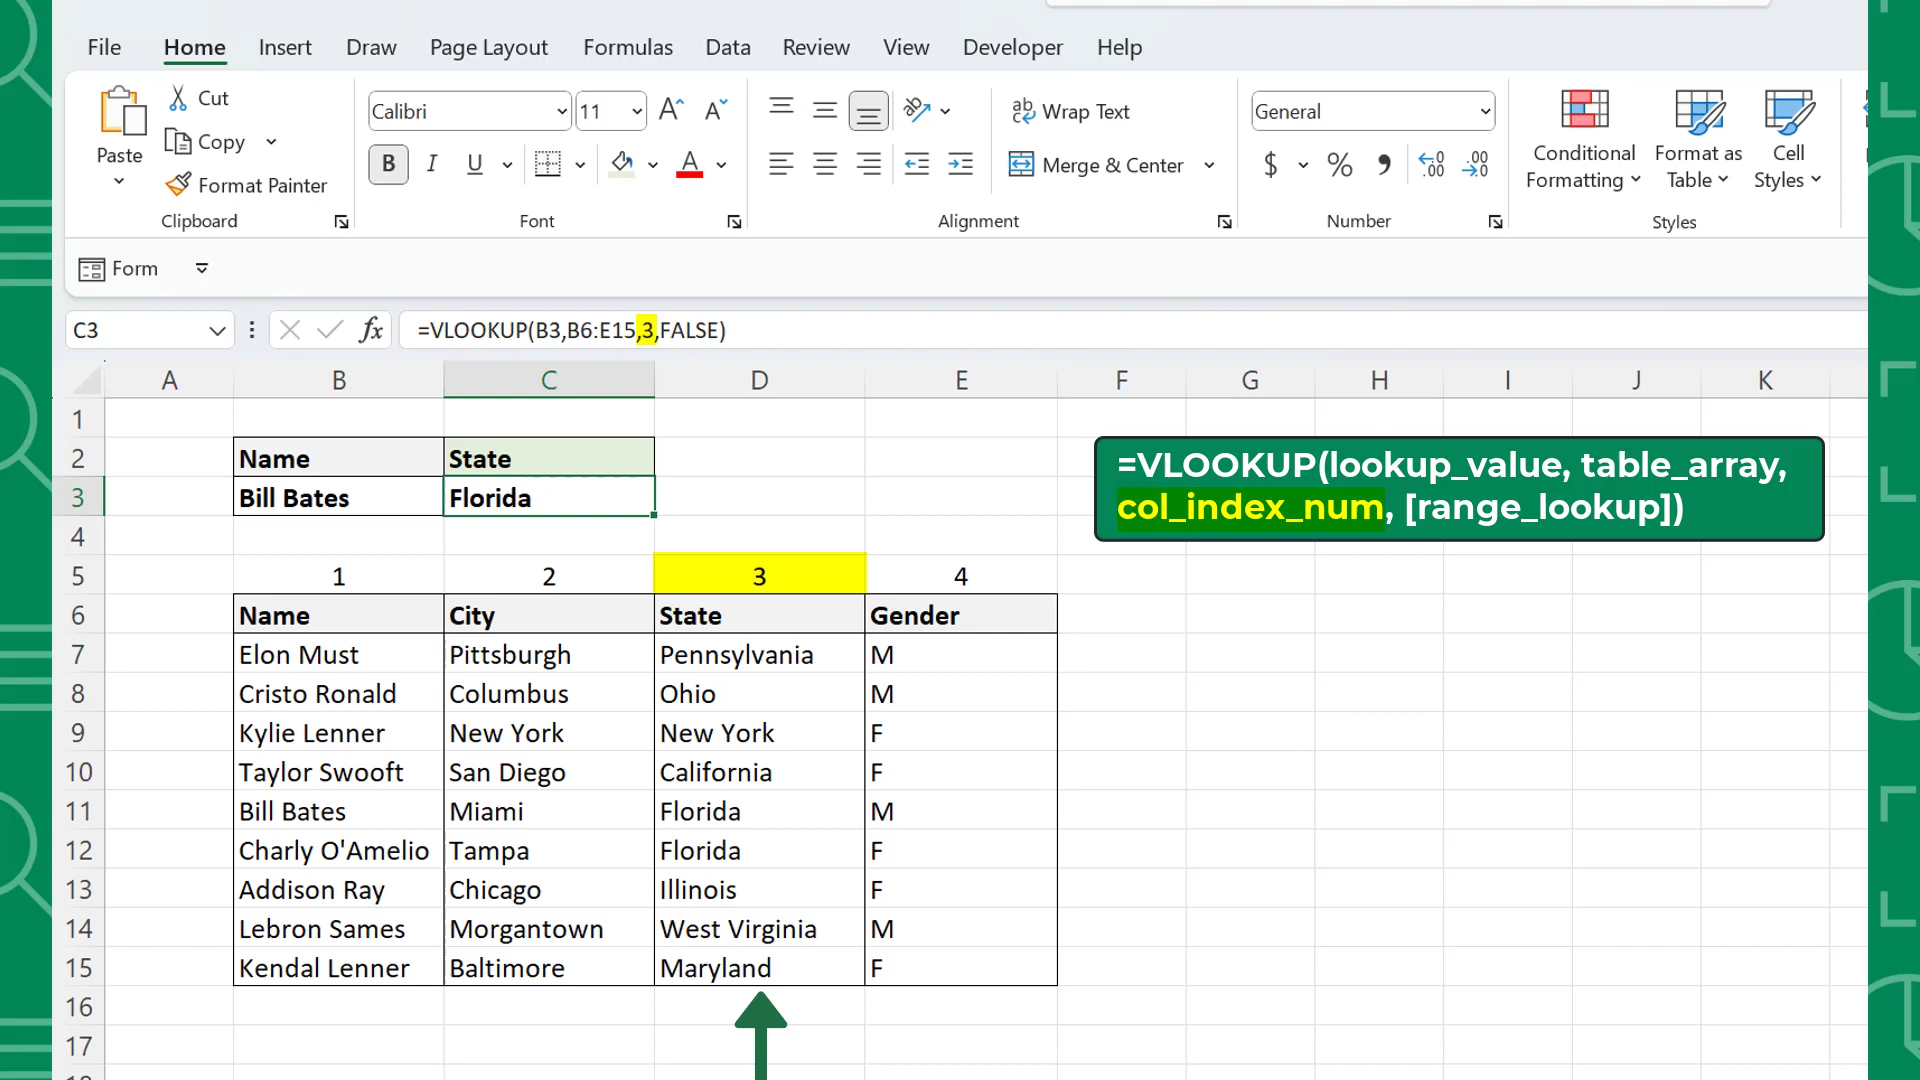 File Home Insert Draw Page Layout Formulas Data Review View Developer Help
Paste
Cut
Copy
Format Painter
Clipboard
Calibri 11
B I U A
Font
Wrap Text
Merge & Center
Alignment
General
$ % ,
Number
Conditional Formatting
Format as Table
Cell Styles
Styles
Form
C3 fx =VLOOKUP(B3,B6:E15,3,FALSE)
A B C D E F G H I J K
1
2 Name State
3 Bill Bates Florida
=VLOOKUP(lookup_value, table_array,
col_index_num, [range_lookup])
4
5 1 2 3 4
6 Name City State Gender
7 Elon Must Pittsburgh Pennsylvania M
8 Cristo Ronald Columbus Ohio M
9 Kylie Lenner New York New York F
10 Taylor Swooft San Diego California F
11 Bill Bates Miami Florida M
12 Charly O'Amelio Tampa Florida F
13 Addison Ray Chicago Illinois F
14 Lebron Sames Morgantown West Virginia M
15 Kendal Lenner Baltimore Maryland F
16
17